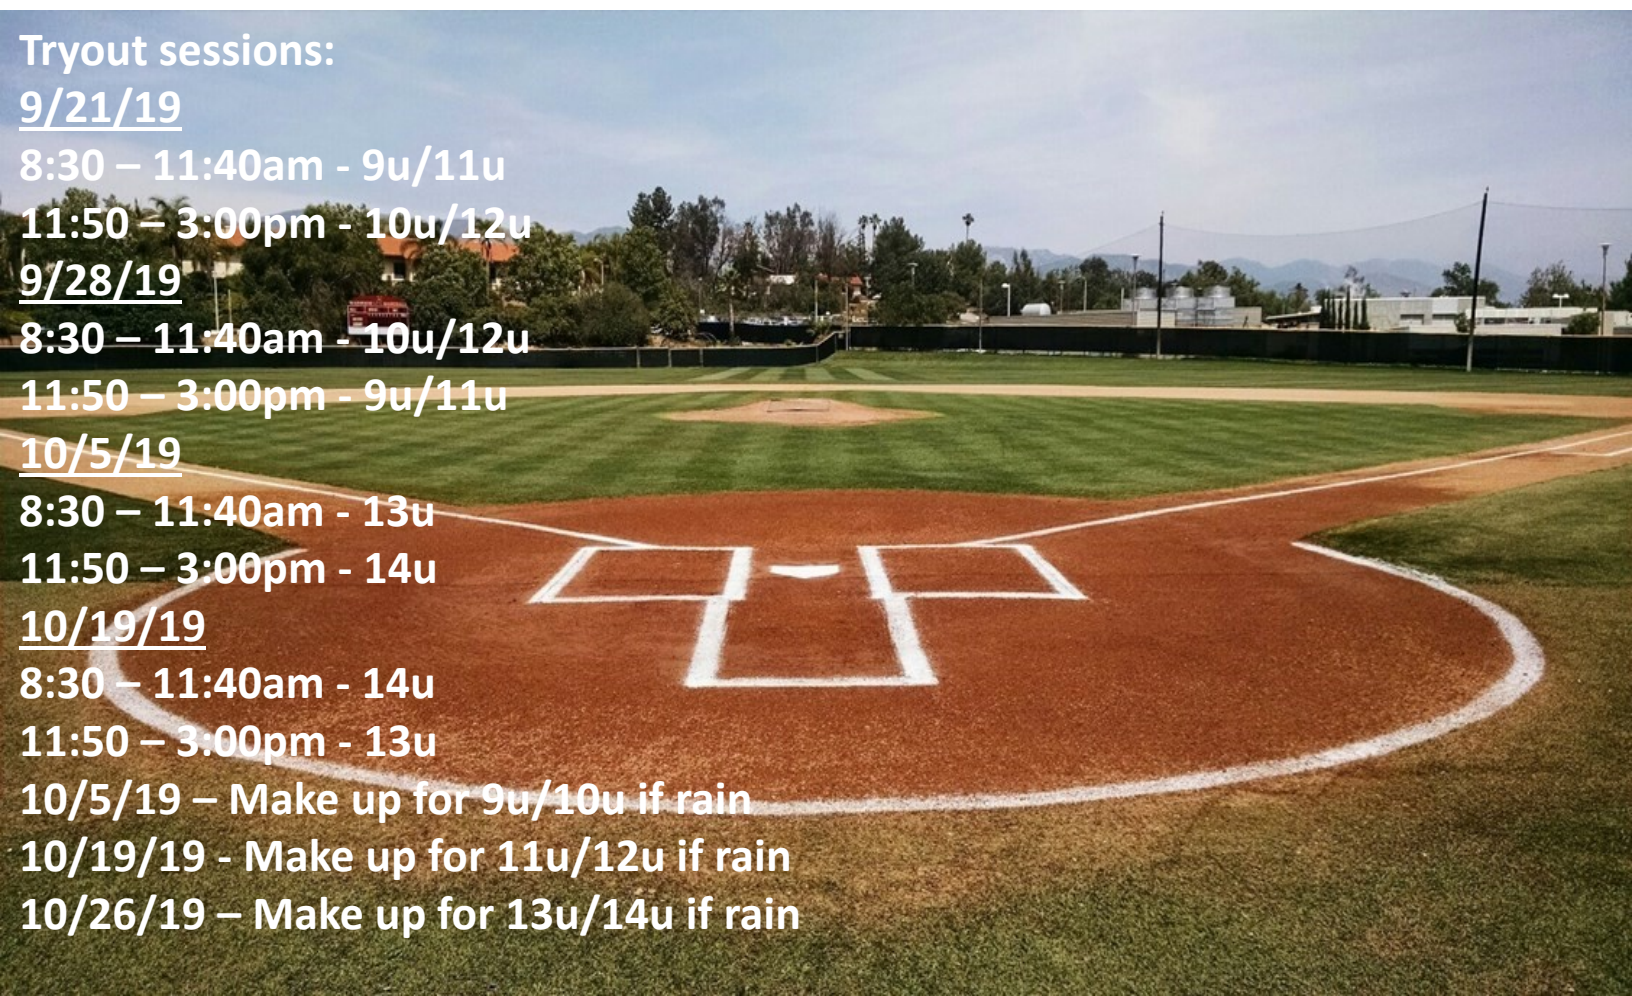 Tryout sessions:
9/21/19
8:30 – 11:40am - 9u/11u
11:50 – 3:00pm - 10u/12u
9/28/19
8:30 – 11:40am - 10u/12u
11:50 – 3:00pm - 9u/11u
10/5/19
8:30 – 11:40am - 13u
11:50 – 3:00pm - 14u
10/19/19
8:30 – 11:40am - 14u
11:50 – 3:00pm - 13u
10/5/19 – Make up for 9u/10u if rain
10/19/19 - Make up for 11u/12u if rain
10/26/19 – Make up for 13u/14u if rain